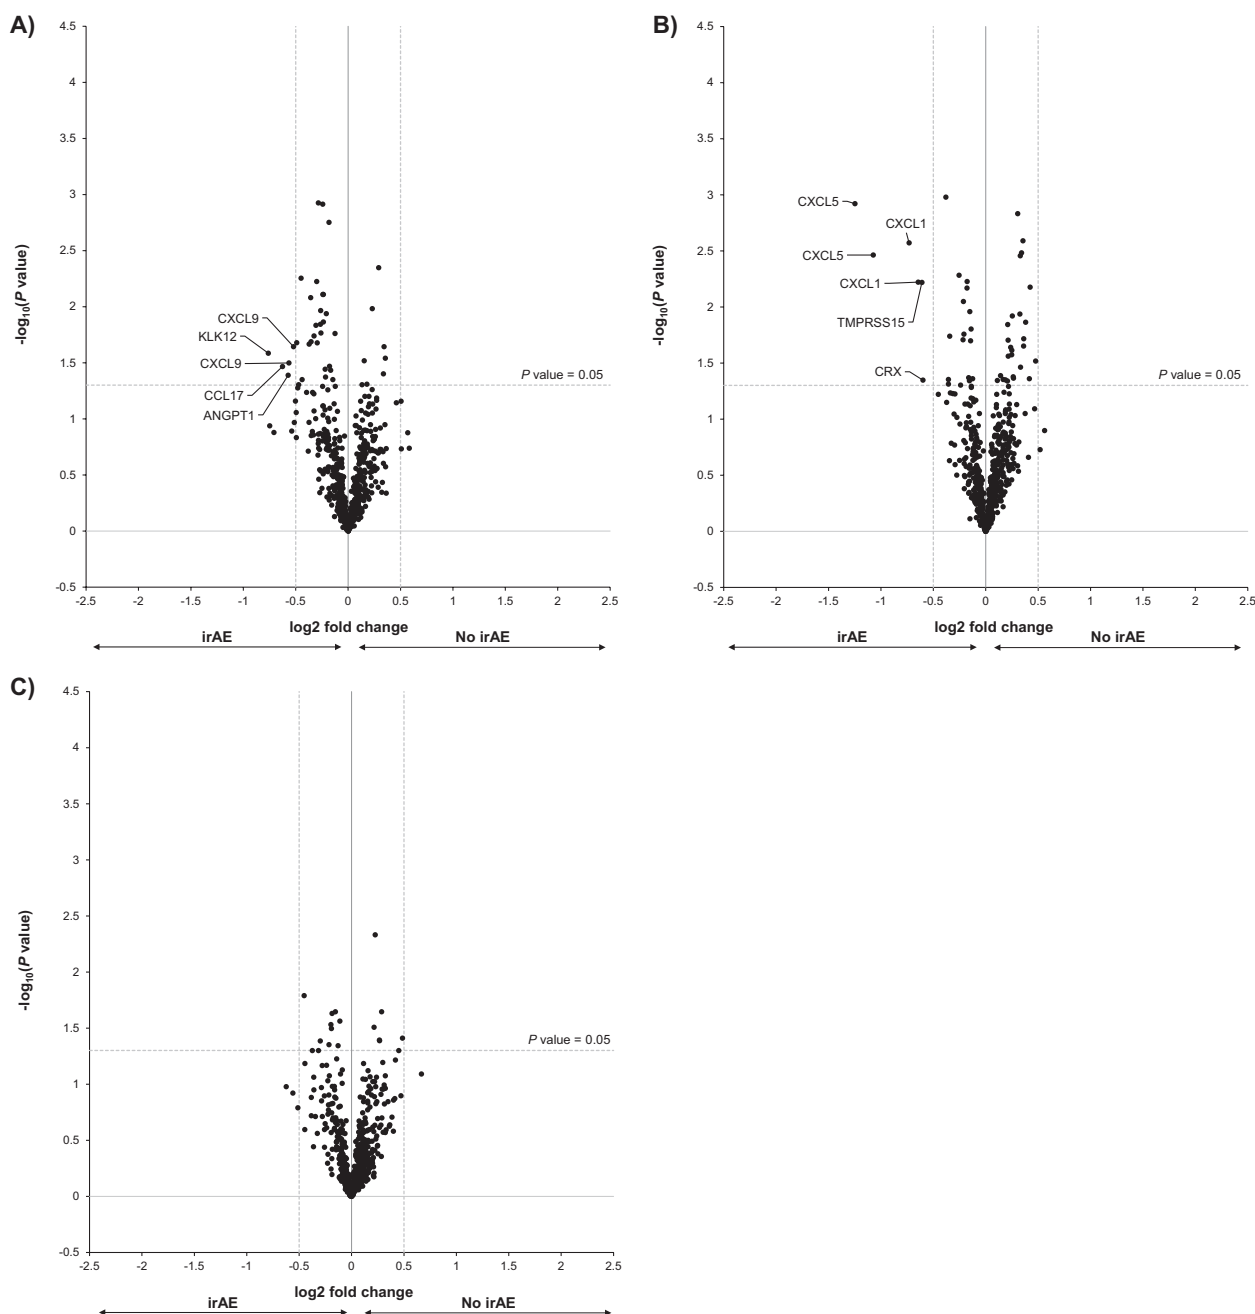 A)
4.5
4
3.5
3
2.5
2
1.5
1
0.5
0
-0.5
-log10(P value)
CXCL9
KLK12
CXCL9
CCL17
ANGPT1
P value = 0.05
-2.5 -2 -1.5 -1 -0.5 0 0.5 1 1.5 2 2.5
log2 fold change
irAE No irAE
B)
4.5
4
3.5
3
2.5
2
1.5
1
0.5
0
-0.5
-log10(P value)
CXCL5
CXCL1
CXCL5
CXCL1
TMPRSS15
CRX
P value = 0.05
-2.5 -2 -1.5 -1 -0.5 0 0.5 1 1.5 2 2.5
log2 fold change
irAE No irAE
C)
4.5
4
3.5
3
2.5
2
1.5
1
0.5
0
-0.5
-log10(P value)
P value = 0.05
-2.5 -2 -1.5 -1 -0.5 0 0.5 1 1.5 2 2.5
log2 fold change
irAE No irAE